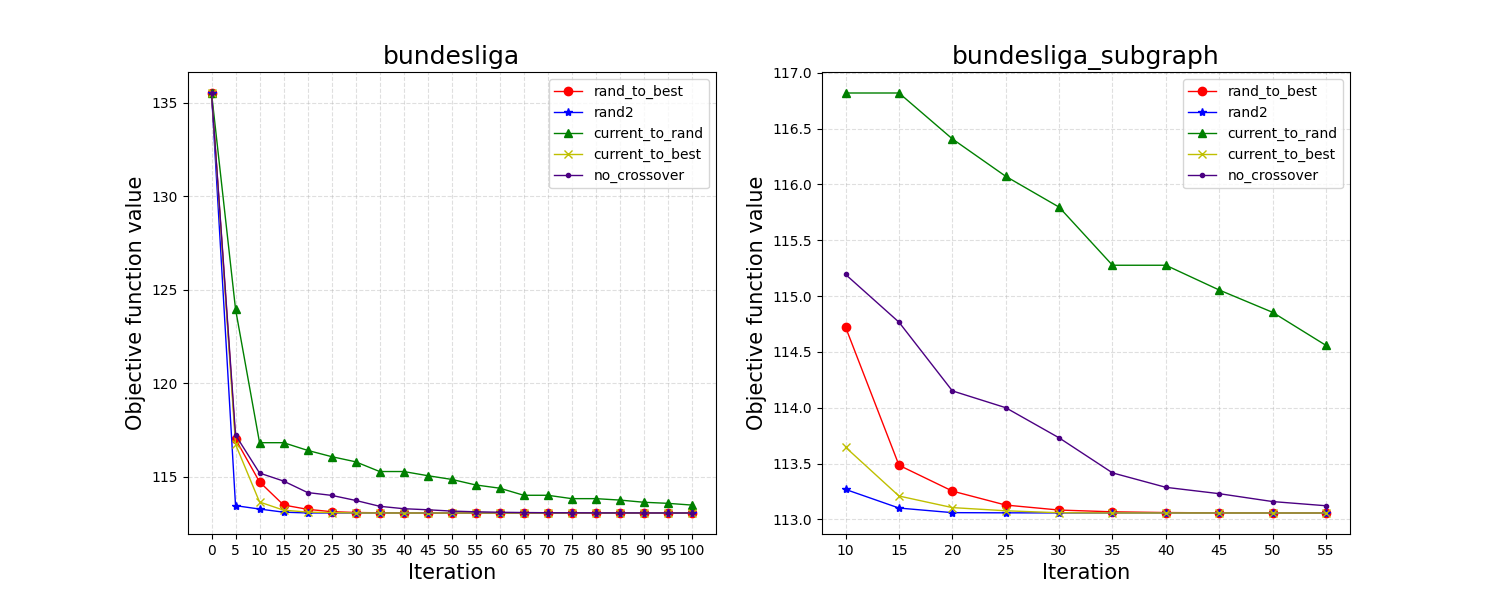 bundesliga
Objective function value
135
130
125
120
115
0 5 10 15 20 25 30 35 40 45 50 55 60 65 70 75 80 85 90 95 100
Iteration
rand_to_best
rand2
current_to_rand
current_to_best
no_crossover
bundesliga_subgraph
Objective function value
117.0
116.5
116.0
115.5
115.0
114.5
114.0
113.5
113.0
10 15 20 25 30 35 40 45 50 55
Iteration
rand_to_best
rand2
current_to_rand
current_to_best
no_crossover